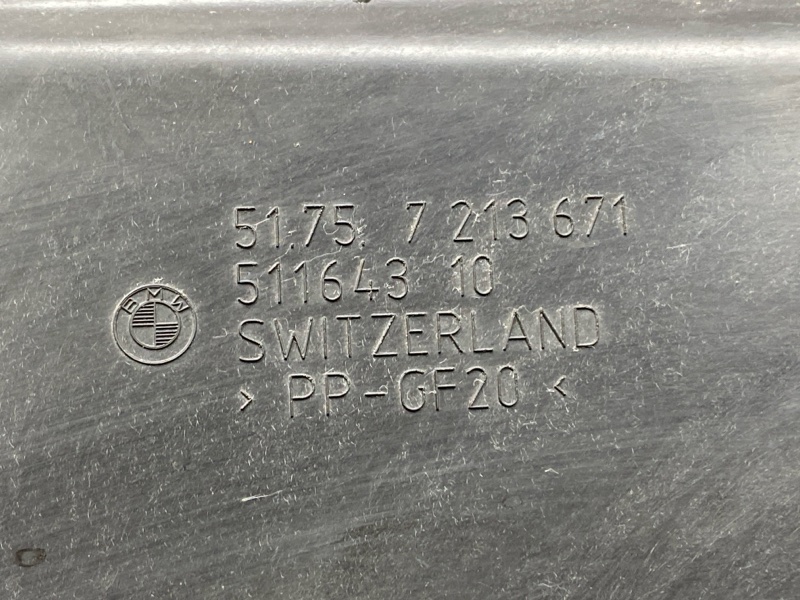 51.75. 7 213 671
511643 10
BMW
SWITZERLAND
> PP-GF20 <